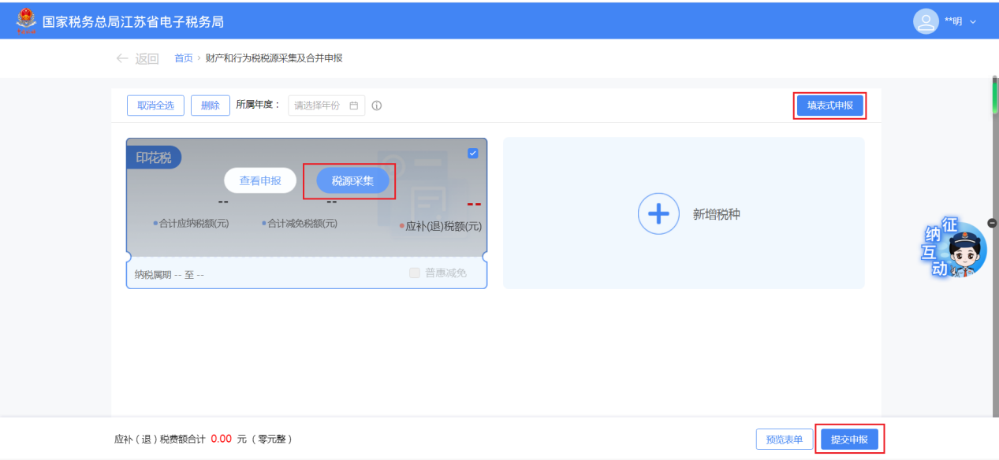 国家税务总局江苏省电子税务局
**明
返回 首页 › 财产和行为税税源采集及合并申报
取消全选 删除 所属年度： 请选择年份 填表式申报
印花税
查看申报 税源采集
-- -- --
合计应纳税额(元) 合计减免税额(元) 应补(退)税额(元)
纳税属期 -- 至 -- 普惠减免
新增税种
征纳互动
应补（退）税费额合计 0.00 元（零元整） 预览表单 提交申报